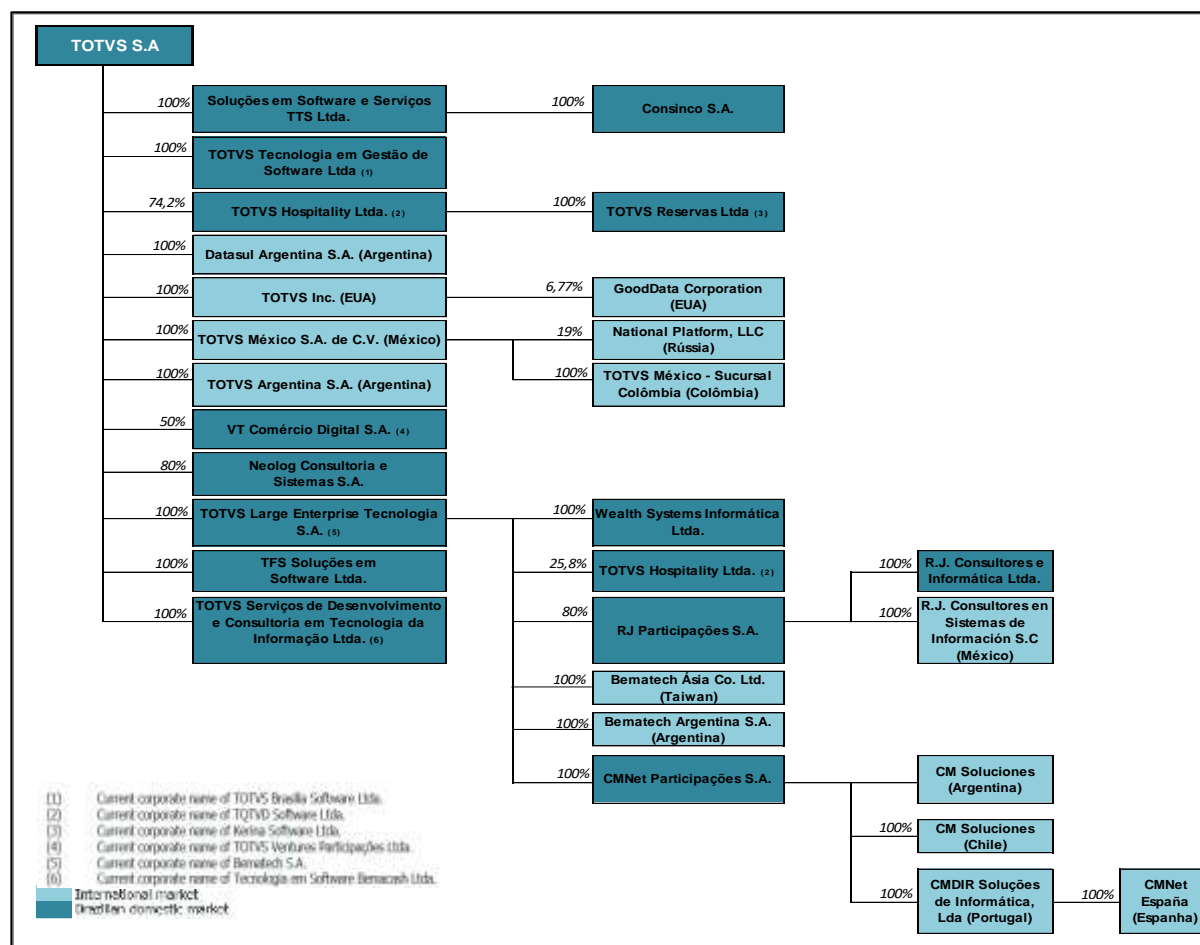 TOTVS S.A
100%
Soluções em Software e Serviços
TTS Ltda.
100%
Consinco S.A.
100%
TOTVS Tecnologia em Gestão de
Software Ltda (1)
74,2%
TOTVS Hospitality Ltda. (2)
100%
TOTVS Reservas Ltda (3)
100%
Datasul Argentina S.A. (Argentina)
100%
TOTVS Inc. (EUA)
6,77%
GoodData Corporation
(EUA)
100%
TOTVS México S.A. de C.V. (México)
19%
National Platform, LLC
(Rússia)
100%
TOTVS México - Sucursal
Colômbia (Colômbia)
100%
TOTVS Argentina S.A. (Argentina)
50%
VT Comércio Digital S.A. (4)
80%
Neolog Consultoria e
Sistemas S.A.
100%
TOTVS Large Enterprise Tecnologia
S.A. (5)
100%
Wealth Systems Informática
Ltda.
100%
TFS Soluções em
Software Ltda.
25,8%
TOTVS Hospitality Ltda. (2)
100%
TOTVS Serviços de Desenvolvimento
e Consultoria em Tecnologia da
Informação Ltda. (6)
80%
RJ Participações S.A.
100%
R.J. Consultores e
Informática Ltda.
100%
R.J. Consultores en
Sistemas de
Información S.C
(México)
100%
Bematech Ásia Co. Ltd.
(Taiwan)
100%
Bematech Argentina S.A.
(Argentina)
100%
CMNet Participações S.A.
CM Soluciones
(Argentina)
100%
CM Soluciones
(Chile)
100%
CMDIR Soluções
de Informática,
Lda (Portugal)
100%
CMNet
España
(Espanha)
(1) Current corporate name of TOTVS Brasília Software Ltda.
(2) Current corporate name of TQTVD Software Ltda.
(3) Current corporate name of Kerina Software Ltda.
(4) Current corporate name of TOTVS Ventures Participações Ltda.
(5) Current corporate name of Bematech S.A.
(6) Current corporate name of Tecnologia em Software Bemacash Ltda.
International market
Brazilian domestic market